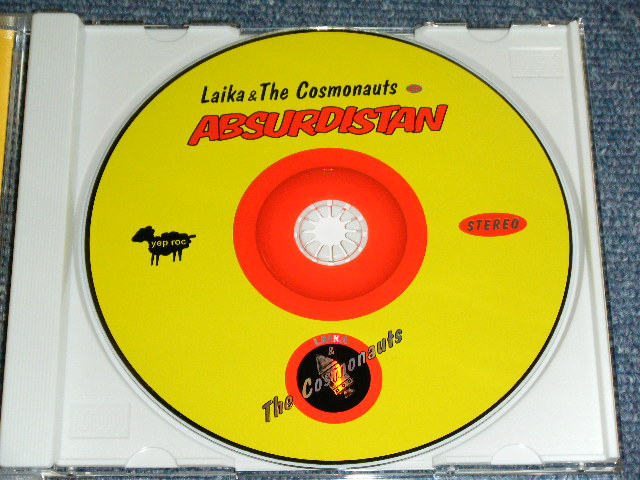 Laika & The Cosmonauts
ABSURDISTAN
yep roc
STEREO
LAIKA
&
The Cosmonauts